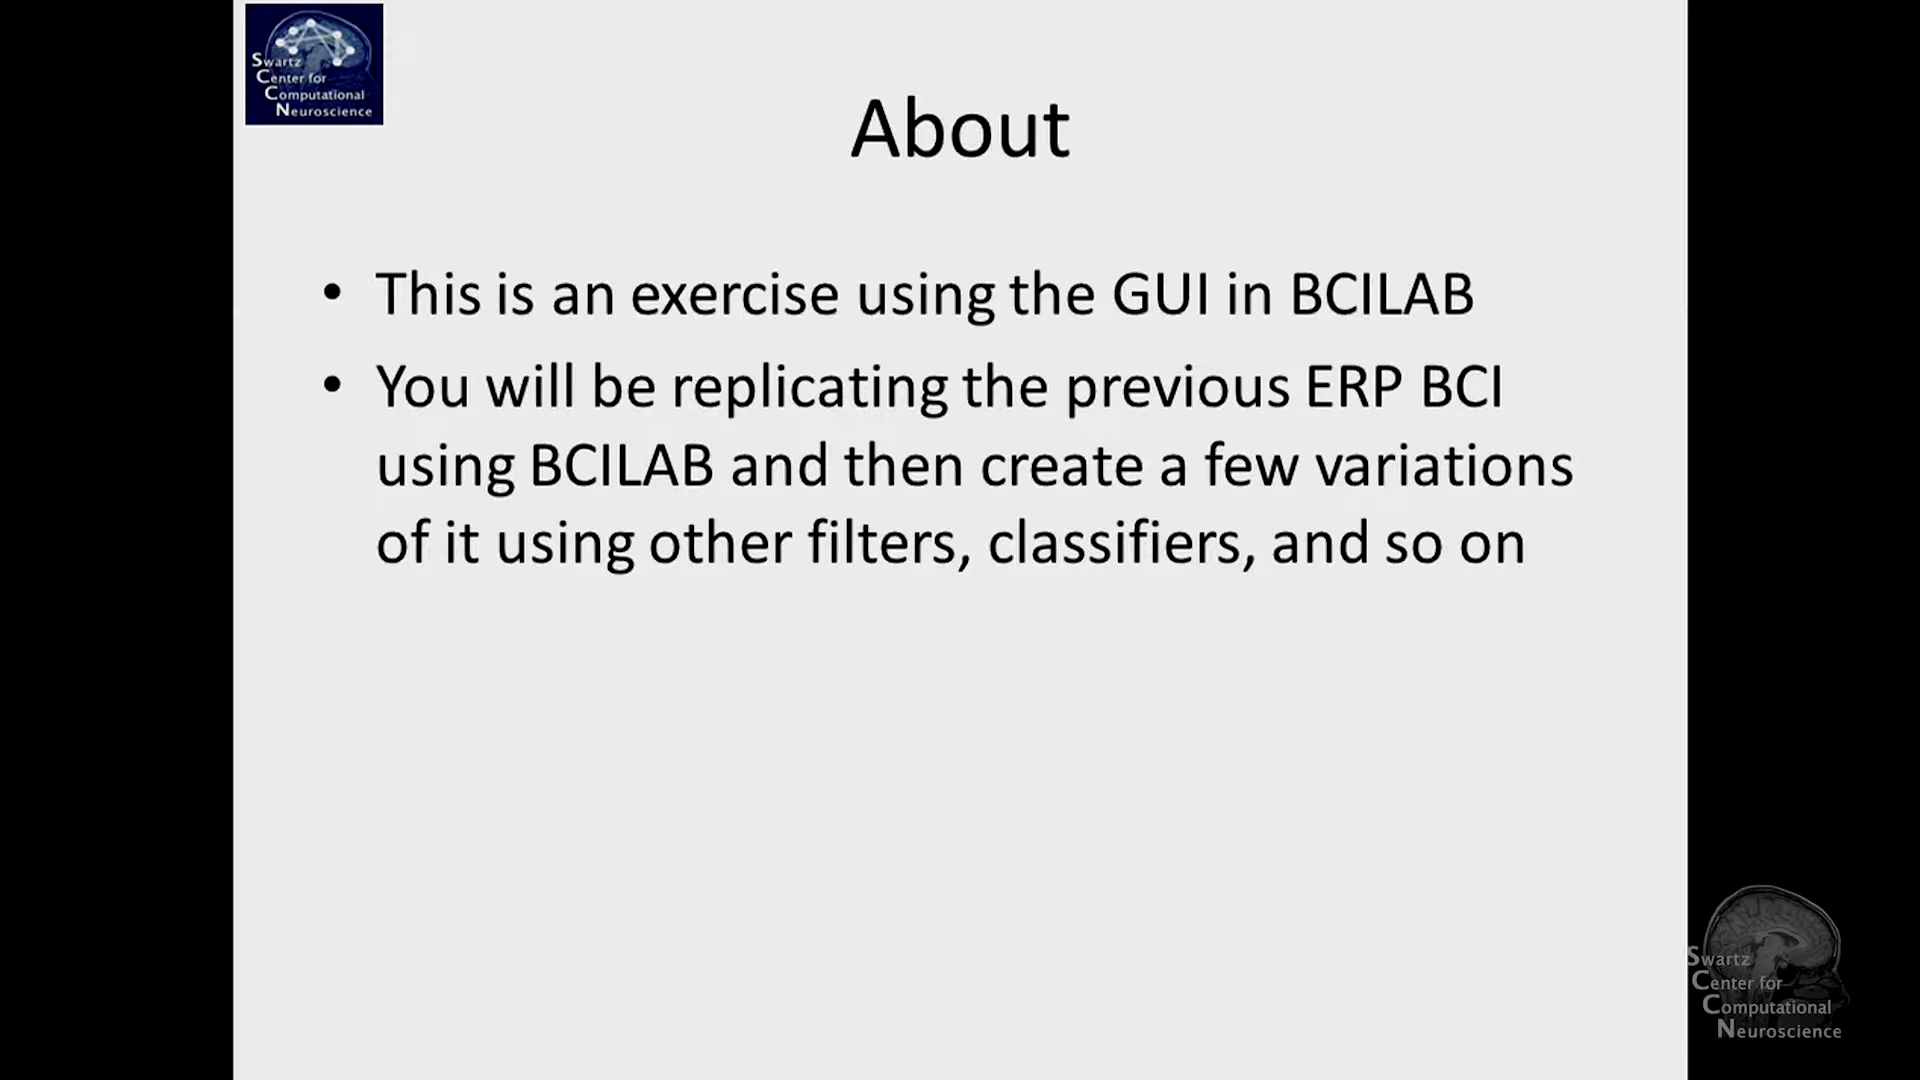 Swartz
Center for
Computational
Neuroscience
About
• This is an exercise using the GUI in BCILAB
• You will be replicating the previous ERP BCI
using BCILAB and then create a few variations
of it using other filters, classifiers, and so on
Swartz
Center for
Computational
Neuroscience